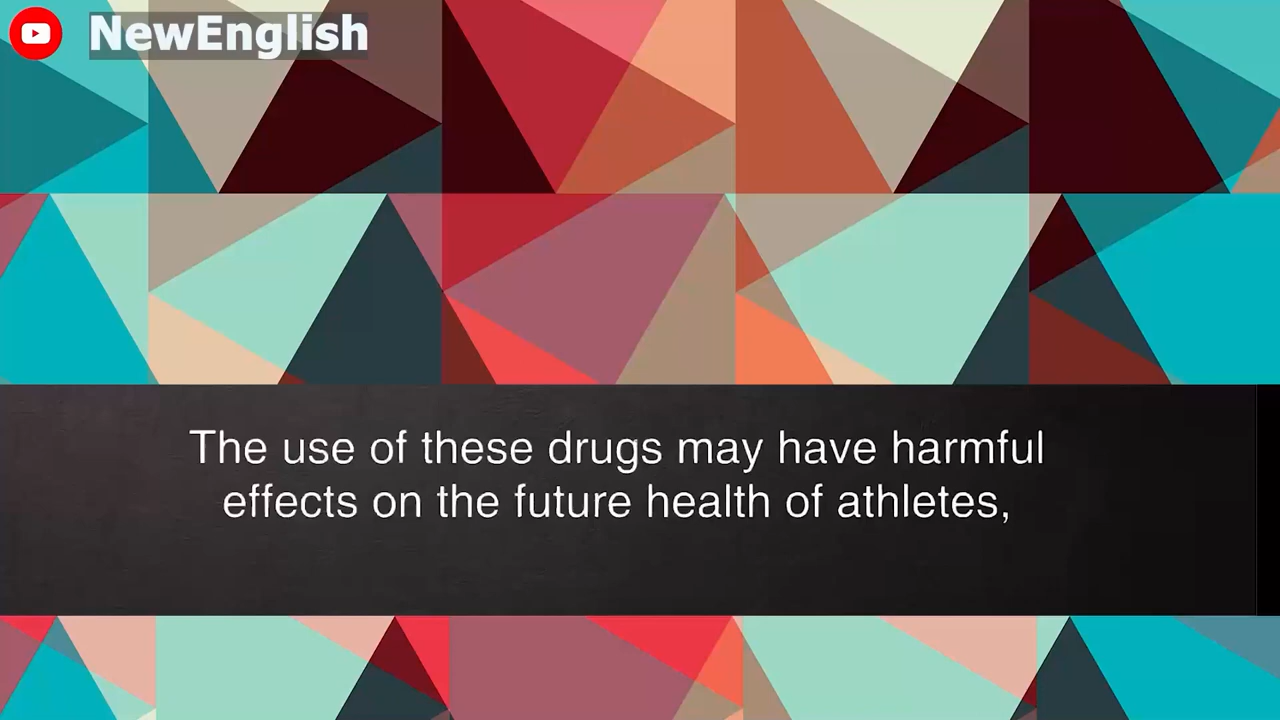 NewEnglish
The use of these drugs may have harmful
effects on the future health of athletes,